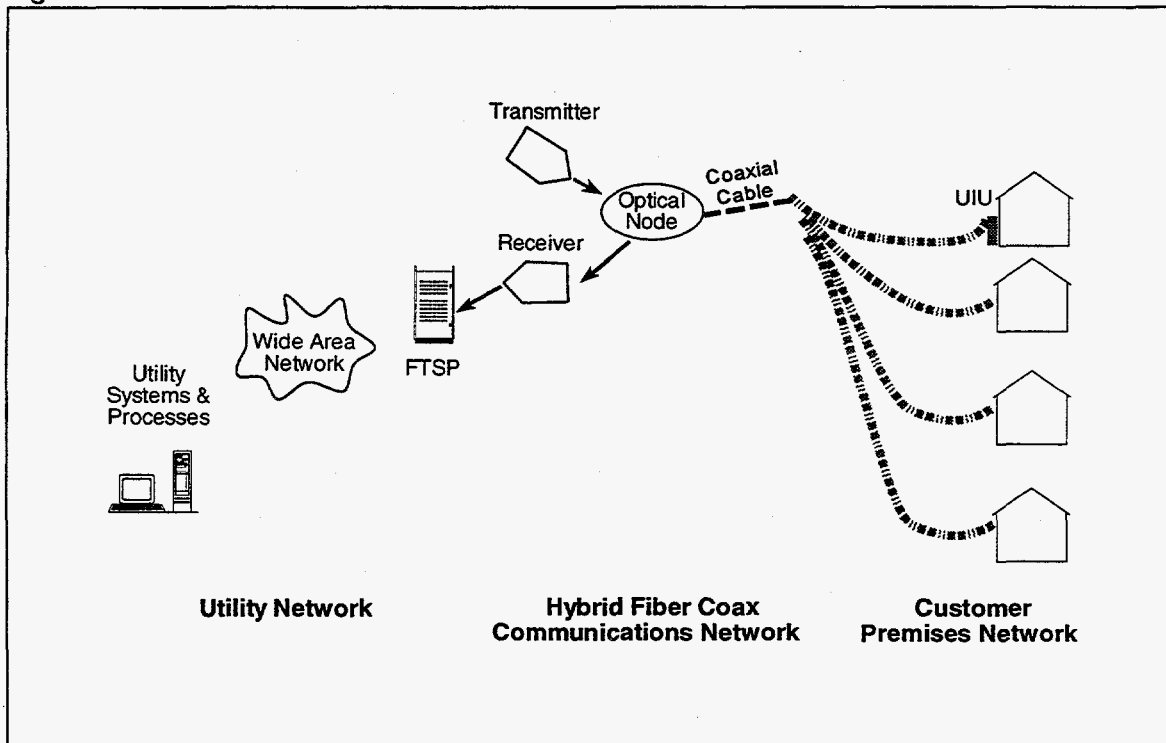 Transmitter
Optical
Node
Coaxial
Cable
UIU
Receiver
Wide Area
Network
FTSP
Utility
Systems &
Processes
Utility Network
Hybrid Fiber Coax
Communications Network
Customer
Premises Network